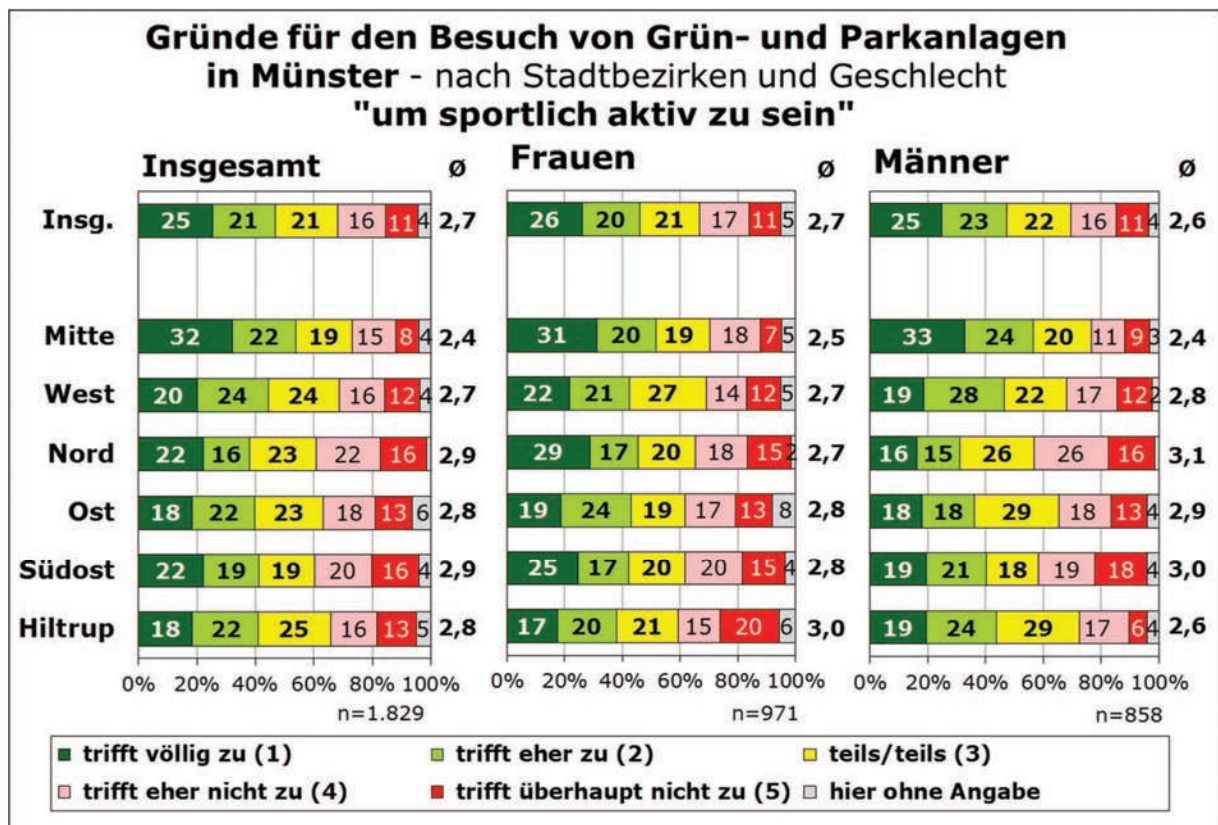 Gründe für den Besuch von Grün- und Parkanlagen
in Münster - nach Stadtbezirken und Geschlecht
"um sportlich aktiv zu sein"
Insgesamt ø Frauen ø Männer ø
Insg. 25 21 21 16 11 4 2,7 26 20 21 17 11 5 2,7 25 23 22 16 11 4 2,6
Mitte 32 22 19 15 8 4 2,4 31 20 19 18 7 5 2,5 33 24 20 11 9 3 2,4
West 20 24 24 16 12 4 2,7 22 21 27 14 12 5 2,7 19 28 22 17 12 2 2,8
Nord 22 16 23 22 16 2,9 29 17 20 18 15 2 2,7 16 15 26 26 16 3,1
Ost 18 22 23 18 13 6 2,8 19 24 19 17 13 8 2,8 18 18 29 18 13 4 2,9
Südost 22 19 19 20 16 4 2,9 25 17 20 20 15 4 2,8 19 21 18 19 18 4 3,0
Hiltrup 18 22 25 16 13 5 2,8 17 20 21 15 20 6 3,0 19 24 29 17 6 4 2,6
0% 20% 40% 60% 80% 100% 0% 20% 40% 60% 80% 100% 0% 20% 40% 60% 80% 100%
n=1.829 n=971 n=858
trifft völlig zu (1) trifft eher zu (2) teils/teils (3)
trifft eher nicht zu (4) trifft überhaupt nicht zu (5) hier ohne Angabe